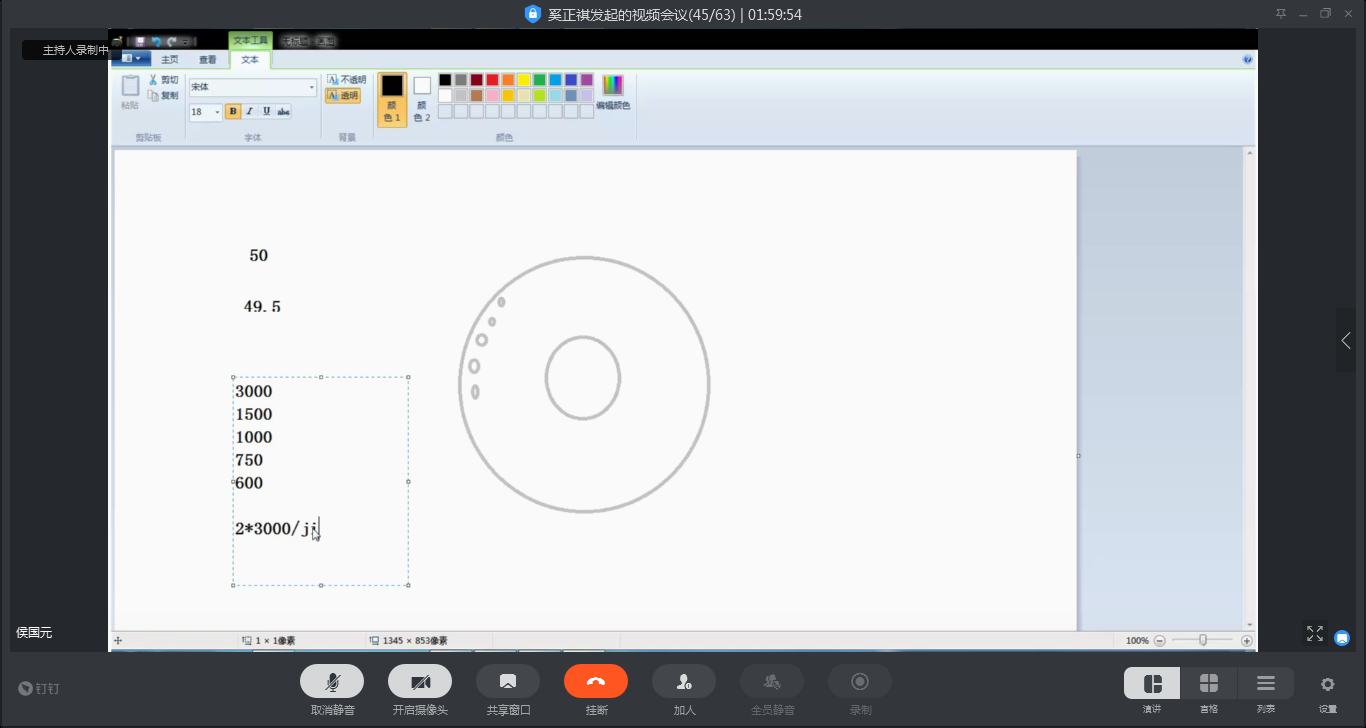 奚正祺发起的视频会议(45/63) | 01:59:54
主持人录制中
文本工具
主页 查看 文本
粘贴
剪切
复制
剪贴板
宋体
18 B I U abc
字体
不透明
透明
背景
颜色 1
颜色 2
颜色
编辑颜色
50
49.5
3000
1500
1000
750
600
2*3000/ji
侯国元
1 × 1像素
1345 × 853像素
100%
钉钉
取消静音
开启摄像头
共享窗口
挂断
加人
全员静音
录制
演讲
宫格
列表
设置